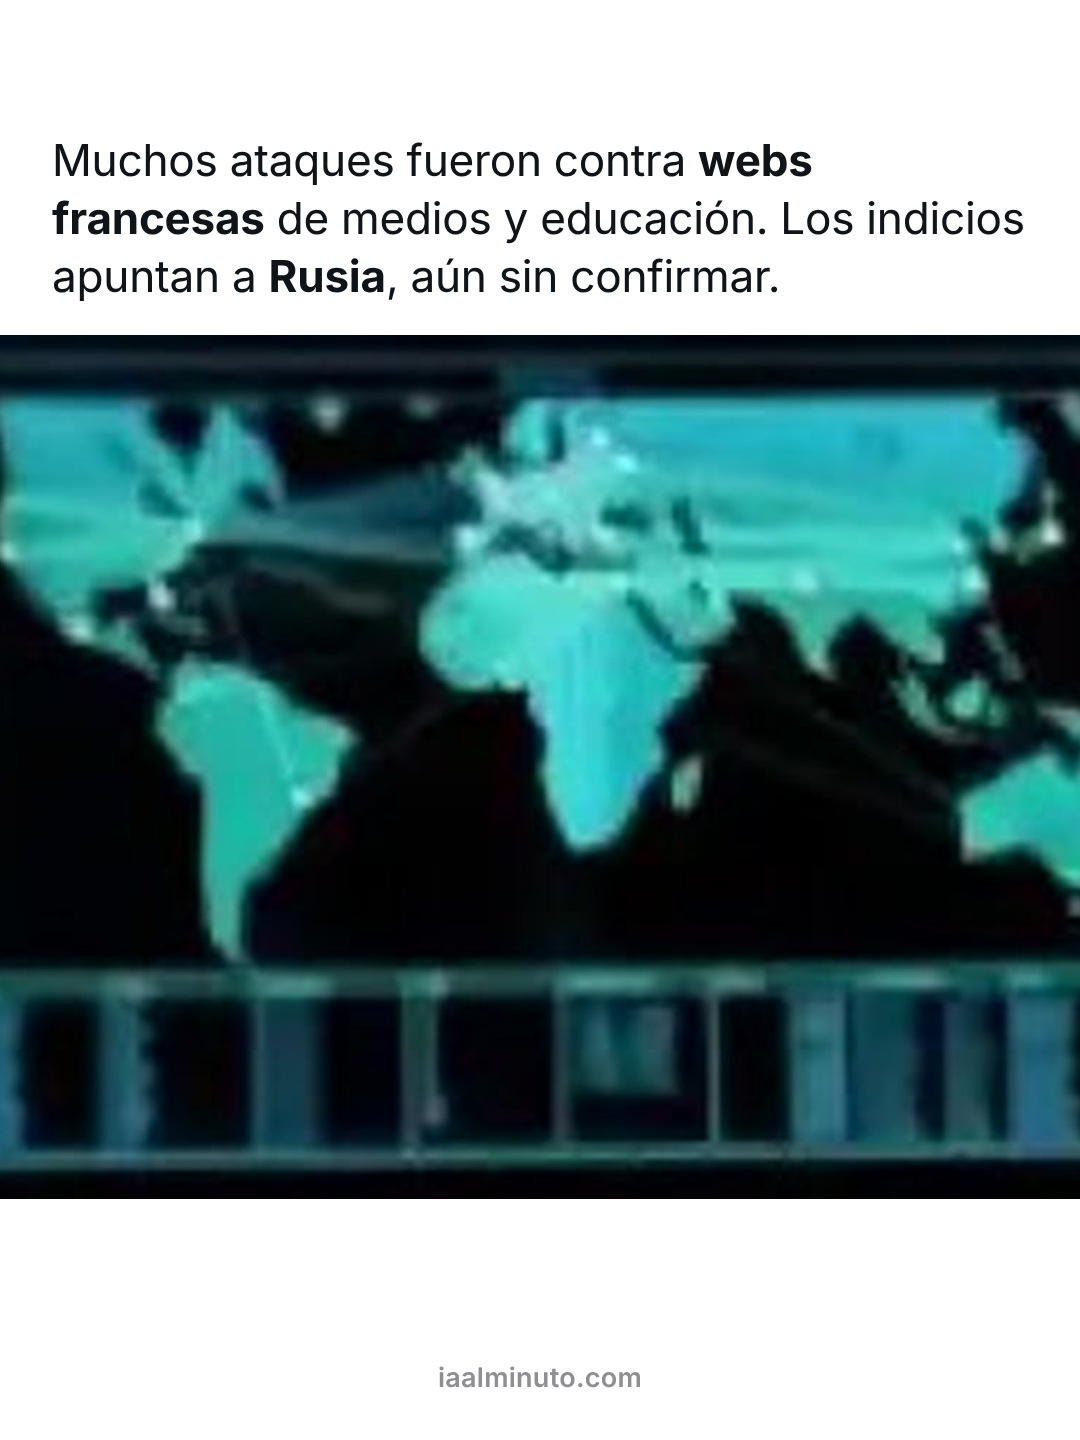 Muchos ataques fueron contra webs
francesas de medios y educación. Los indicios
apuntan a Rusia, aún sin confirmar.
iaalminuto.com